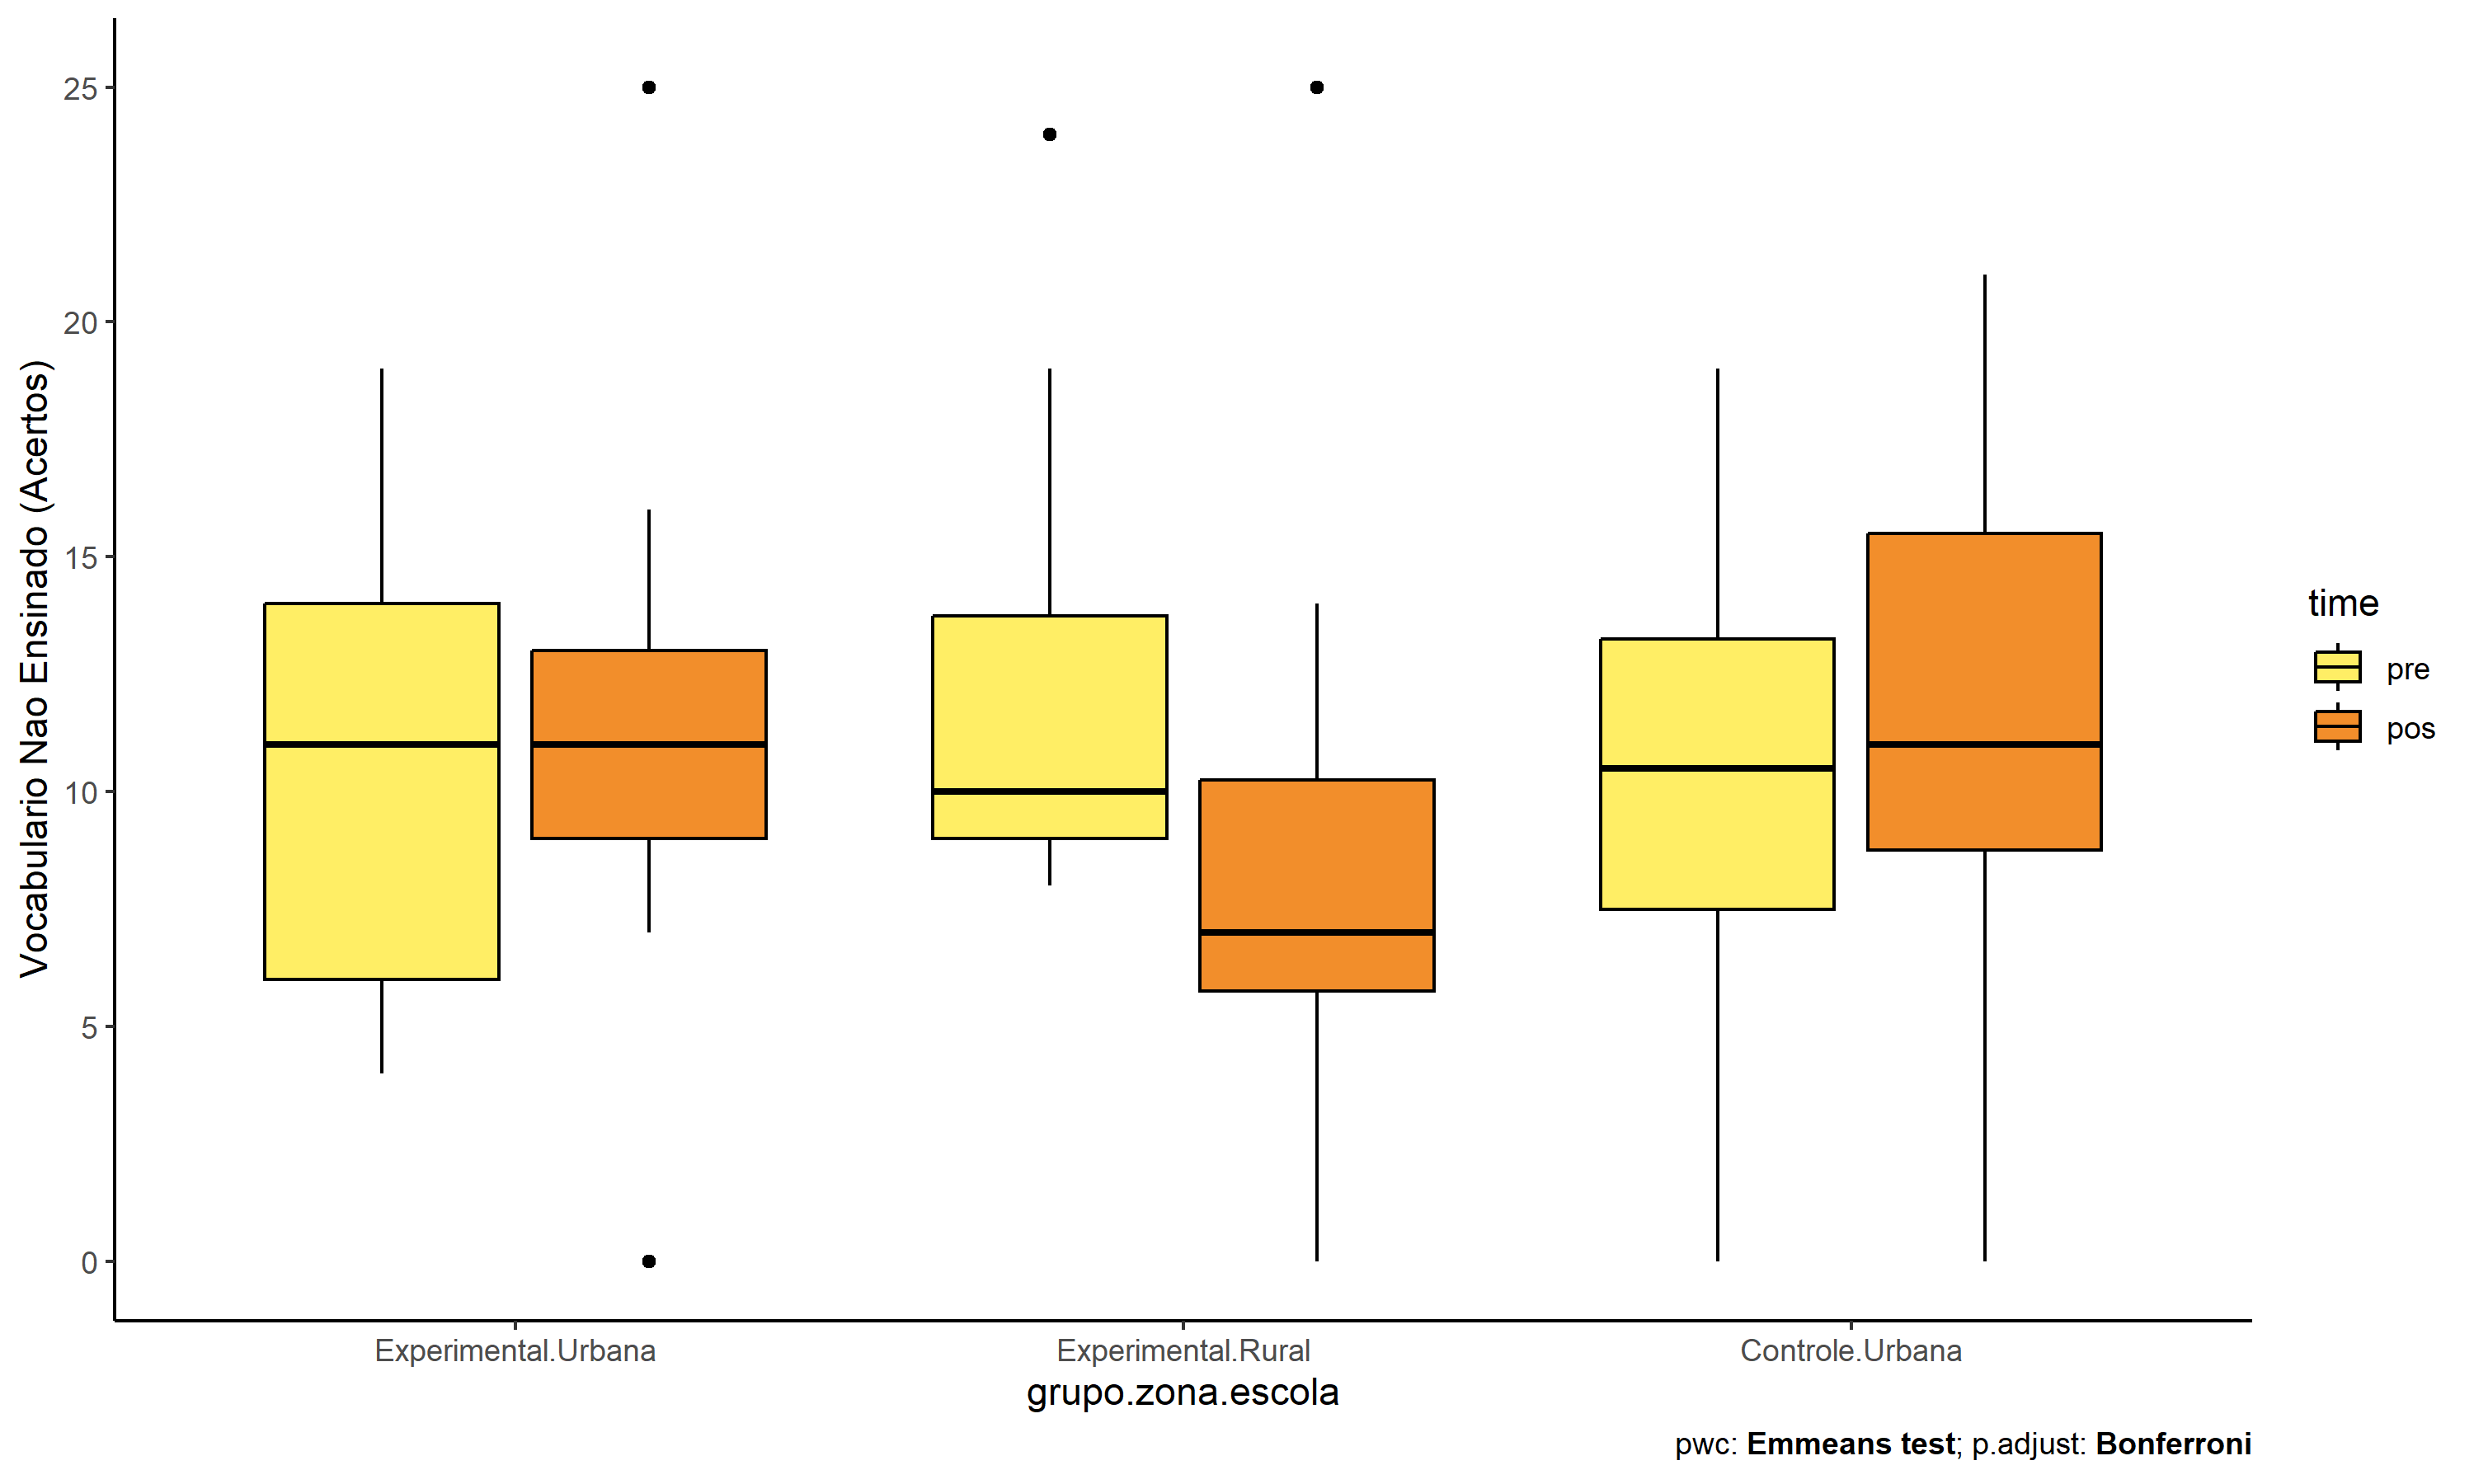 Vocabulario Nao Ensinado (Acertos)
25
20
15
10
5
0
Experimental.Urbana
Experimental.Rural
Controle.Urbana
grupo.zona.escola
time
pre
pos
pwc: Emmeans test; p.adjust: Bonferroni